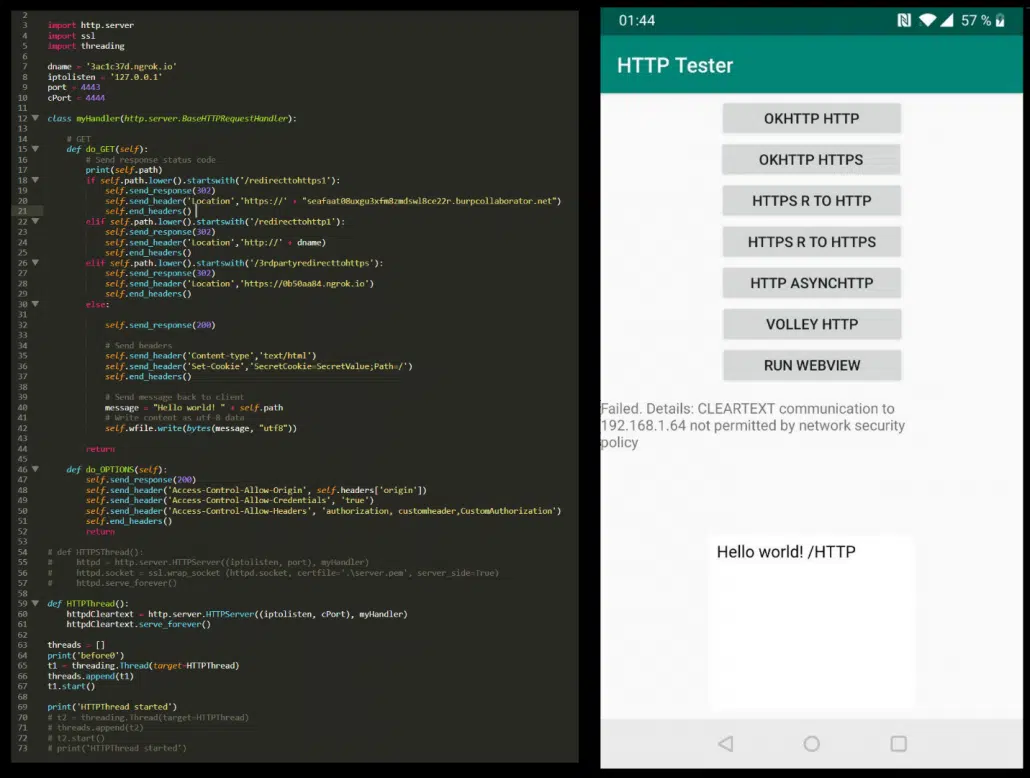 2
3 import http.server
4 import ssl
5 import threading
6
7 dname = '3ac1c37d.ngrok.io'
8 iptolisten = '127.0.0.1'
9 port = 4443
10 cPort = 4444
11
12 class myHandler(http.server.BaseHTTPRequestHandler):
13
14 # GET
15 def do_GET(self):
16 # Send response status code
17 print(self.path)
18 if self.path.lower().startswith('/redirecttohttps1'):
19 self.send_response(302)
20 self.send_header('Location','https://' + "seafaat08uxgu3xfm8zmdswl8ce22r.burpcollaborator.net")
21 self.end_headers()
22 elif self.path.lower().startswith('/redirecttohttp1'):
23 self.send_response(302)
24 self.send_header('Location','http://' + dname)
25 self.end_headers()
26 elif self.path.lower().startswith('/3rdpartyredirecttohttps'):
27 self.send_response(302)
28 self.send_header('Location','https://0b50aa84.ngrok.io')
29 self.end_headers()
30 else:
31
32 self.send_response(200)
33
34 # Send headers
35 self.send_header('Content-type','text/html')
36 self.send_header('Set-Cookie','SecretCookie=SecretValue;Path=/')
37 self.end_headers()
38
39 # Send message back to client
40 message = "Hello world! " + self.path
41 # Write content as utf-8 data
42 self.wfile.write(bytes(message, "utf8"))
43
44 return
45
46 def do_OPTIONS(self):
47 self.send_response(200)
48 self.send_header('Access-Control-Allow-Origin', self.headers['origin'])
49 self.send_header('Access-Control-Allow-Credentials', 'true')
50 self.send_header('Access-Control-Allow-Headers', 'authorization, customheader,CustomAuthorization')
51 self.end_headers()
52 return
53
54 # def HTTPSThread():
55 # httpd = http.server.HTTPServer((iptolisten, port), myHandler)
56 # httpd.socket = ssl.wrap_socket (httpd.socket, certfile='.\server.pem', server_side=True)
57 # httpd.serve_forever()
58
59 def HTTPThread():
60 httpdCleartext = http.server.HTTPServer((iptolisten, cPort), myHandler)
61 httpdCleartext.serve_forever()
62
63 threads = []
64 print('before0')
65 t1 = threading.Thread(target=HTTPThread)
66 threads.append(t1)
67 t1.start()
68
69 print('HTTPThread started')
70 # t2 = threading.Thread(target=HTTPThread)
71 # threads.append(t2)
72 # t2.start()
73 # print('HTTPThread started')
01:44 57 %
HTTP Tester
OKHTTP HTTP
OKHTTP HTTPS
HTTPS R TO HTTP
HTTPS R TO HTTPS
HTTP ASYNCHTTP
VOLLEY HTTP
RUN WEBVIEW
Failed. Details: CLEARTEXT communication to
192.168.1.64 not permitted by network security
policy
Hello world! /HTTP